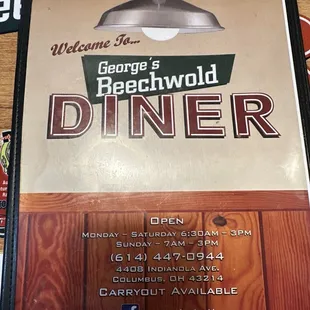 Welcome To...
George's
Beechwold
DINER
OPEN
MONDAY – SATURDAY 6:30AM – 3PM
SUNDAY – 7AM – 3PM
(614) 447-0944
4408 INDIANOLA AVE.
COLUMBUS, OH 43214
CARRYOUT AVAILABLE